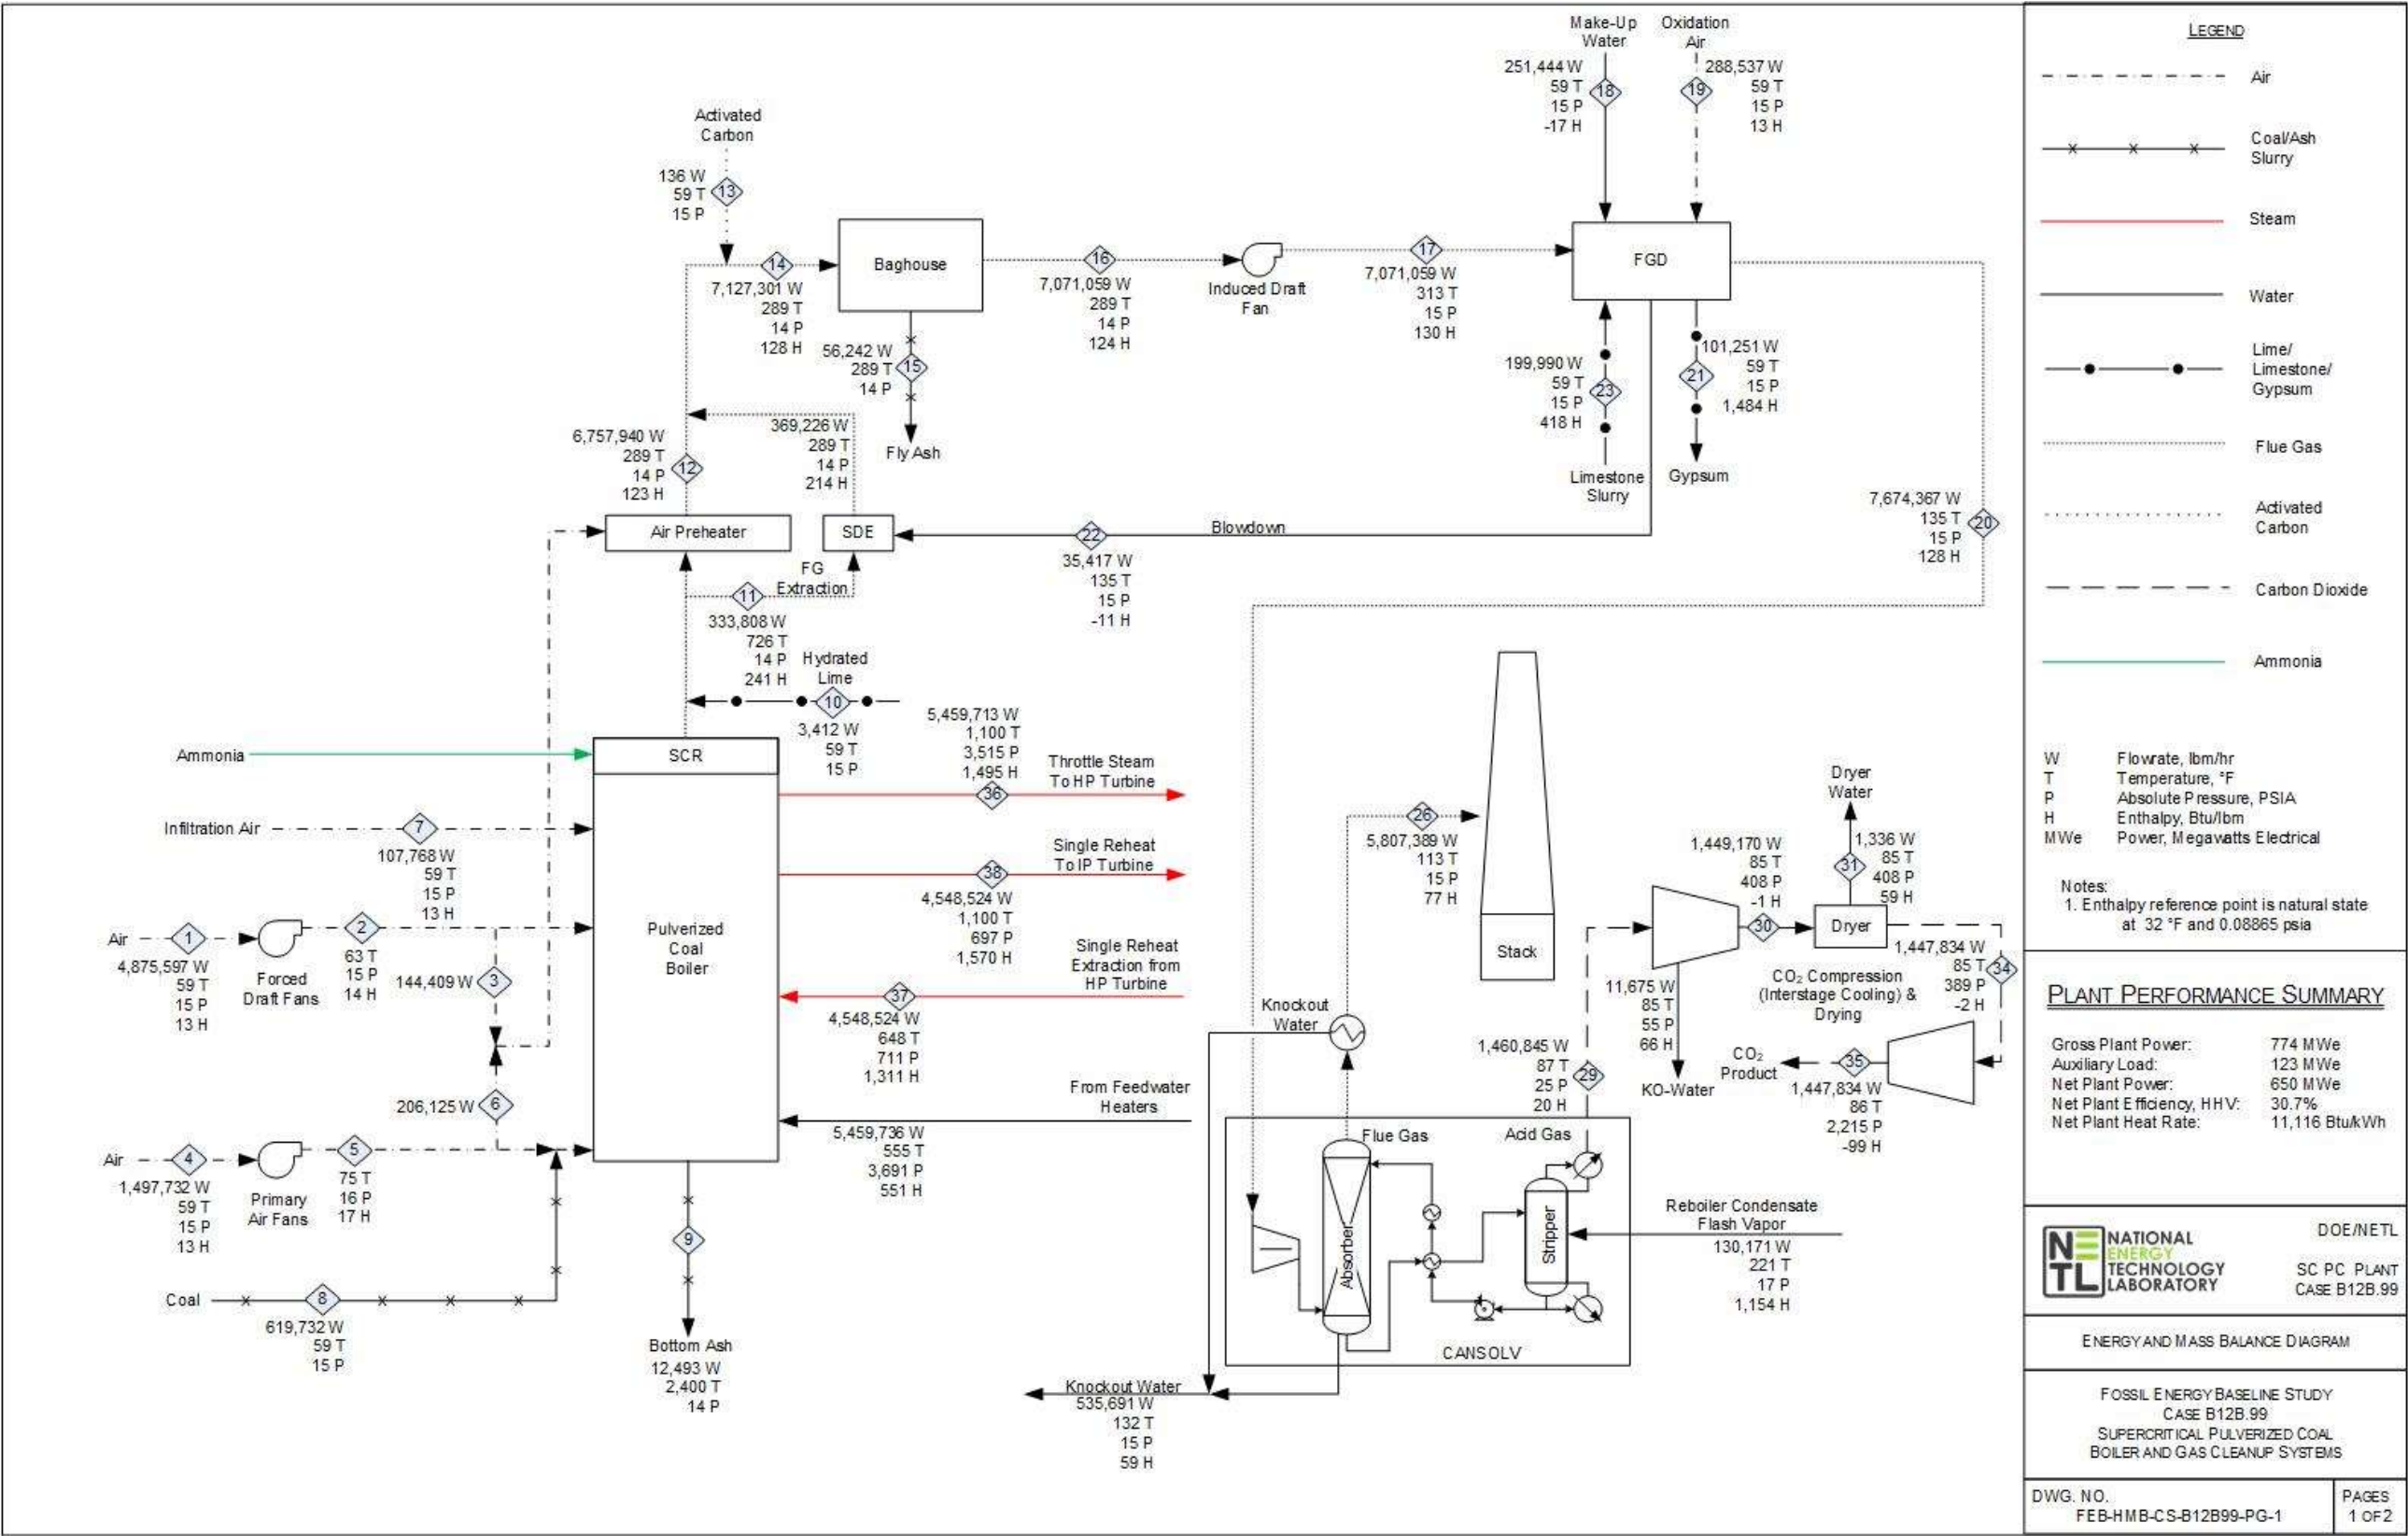 Make-Up
Water
251,444 W
59 T
15 P
-17 H
18
Oxidation
Air
288,537 W
59 T
15 P
13 H
19
Activated
Carbon
136 W
59 T
15 P
13
14
7,127,301 W
289 T
14 P
128 H
Baghouse
56,242 W
289 T
14 P
15
Fly Ash
16
7,071,059 W
289 T
14 P
124 H
Induced Draft
Fan
17
7,071,059 W
313 T
15 P
130 H
FGD
199,990 W
59 T
15 P
418 H
23
Limestone
Slurry
101,251 W
59 T
15 P
1,484 H
21
Gypsum
7,674,367 W
135 T
15 P
128 H
20
6,757,940 W
289 T
14 P
123 H
12
369,226 W
289 T
14 P
214 H
Air Preheater
SDE
22
Blowdown
35,417 W
135 T
15 P
-11 H
FG
Extraction
11
333,808 W
726 T
14 P
241 H
Hydrated
Lime
10
3,412 W
59 T
15 P
Ammonia
SCR
Infiltration Air
7
107,768 W
59 T
15 P
13 H
Air
1
4,875,597 W
59 T
15 P
13 H
Forced
Draft Fans
2
63 T
15 P
14 H
144,409 W
3
206,125 W
6
Air
4
1,497,732 W
59 T
15 P
13 H
Primary
Air Fans
5
75 T
16 P
17 H
Coal
8
619,732 W
59 T
15 P
Pulverized
Coal
Boiler
9
Bottom Ash
12,493 W
2,400 T
14 P
5,459,713 W
1,100 T
3,515 P
1,495 H
36
Throttle Steam
To HP Turbine
38
Single Reheat
To IP Turbine
4,548,524 W
1,100 T
697 P
1,570 H
Single Reheat
Extraction from
HP Turbine
37
4,548,524 W
648 T
711 P
1,311 H
From Feedwater
Heaters
5,459,736 W
555 T
3,691 P
551 H
26
5,807,389 W
113 T
15 P
77 H
Stack
Knockout
Water
Knockout Water
535,691 W
132 T
15 P
59 H
Flue Gas
Acid Gas
Absorber
Stripper
CANSOLV
1,460,845 W
87 T
25 P
20 H
29
Reboiler Condensate
Flash Vapor
130,171 W
221 T
17 P
1,154 H
1,449,170 W
85 T
408 P
-1 H
30
11,675 W
85 T
55 P
66 H
KO-Water
Dryer
Water
1,336 W
85 T
408 P
59 H
31
Dryer
CO₂ Compression
(Interstage Cooling) &
Drying
1,447,834 W
85 T
389 P
-2 H
34
CO₂
Product
35
1,447,834 W
86 T
2,215 P
-99 H
LEGEND
Air
Coal/Ash
Slurry
Steam
Water
Lime/
Limestone/
Gypsum
Flue Gas
Activated
Carbon
Carbon Dioxide
Ammonia
W Flowrate, lbm/hr
T Temperature, °F
P Absolute Pressure, PSIA
H Enthalpy, Btu/lbm
MWe Power, Megawatts Electrical
Notes:
1. Enthalpy reference point is natural state
at 32 °F and 0.08865 psia
PLANT PERFORMANCE SUMMARY
Gross Plant Power: 774 MWe
Auxiliary Load: 123 MWe
Net Plant Power: 650 MWe
Net Plant Efficiency, HHV: 30.7%
Net Plant Heat Rate: 11,116 Btu/kWh
NE
TL
NATIONAL
ENERGY
TECHNOLOGY
LABORATORY
DOE/NETL
SC PC PLANT
CASE B12B.99
ENERGY AND MASS BALANCE DIAGRAM
FOSSIL ENERGY BASELINE STUDY
CASE B12B.99
SUPERCRITICAL PULVERIZED COAL
BOILER AND GAS CLEANUP SYSTEMS
DWG. NO.
FEB-HMB-CS-B12B99-PG-1
PAGES
1 OF 2